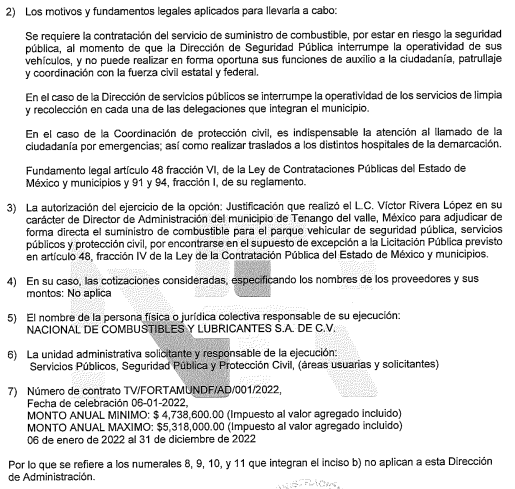 2) Los motivos y fundamentos legales aplicados para llevarla a cabo:
Se requiere la contratación del servicio de suministro de combustible, por estar en riesgo la seguridad
pública, al momento de que la Dirección de Seguridad Pública interrumpe la operatividad de sus
vehículos, y no puede realizar en forma oportuna sus funciones de auxilio a la ciudadanía, patrullaje
y coordinación con la fuerza civil estatal y federal.
En el caso de la Dirección de servicios públicos se interrumpe la operatividad de los servicios de limpia
y recolección en cada una de las delegaciones que integran el municipio.
En el caso de la Coordinación de protección civil, es indispensable la atención al llamado de la
ciudadanía por emergencias; así como realizar traslados a los distintos hospitales de la demarcación.
Fundamento legal artículo 48 fracción VI, de la Ley de Contrataciones Públicas del Estado de
México y municipios y 91 y 94, fracción I, de su reglamento.
3) La autorización del ejercicio de la opción: Justificación que realizó el L.C. Víctor Rivera López en su
carácter de Director de Administración del municipio de Tenango del valle, México para adjudicar de
forma directa el suministro de combustible para el parque vehicular de seguridad pública, servicios
públicos y protección civil, por encontrarse en el supuesto de excepción a la Licitación Pública previsto
en artículo 48, fracción IV de la Ley de la Contratación Pública del Estado de México y municipios.
4) En su caso, las cotizaciones consideradas, especificando los nombres de los proveedores y sus
montos: No aplica
5) El nombre de la persona física o jurídica colectiva responsable de su ejecución:
NACIONAL DE COMBUSTIBLES Y LUBRICANTES S.A. DE C.V.
6) La unidad administrativa solicitante y responsable de la ejecución:
Servicios Públicos, Seguridad Pública y Protección Civil, (áreas usuarias y solicitantes)
7) Número de contrato TV/FORTAMUNDF/AD/001/2022,
Fecha de celebración 06-01-2022,
MONTO ANUAL MINIMO: $ 4,738,600.00 (Impuesto al valor agregado incluido)
MONTO ANUAL MAXIMO: $5,318,000.00 (Impuesto al valor agregado incluido)
06 de enero de 2022 al 31 de diciembre de 2022
Por lo que se refiere a los numerales 8, 9, 10, y 11 que integran el inciso b) no aplican a esta Dirección
de Administración.